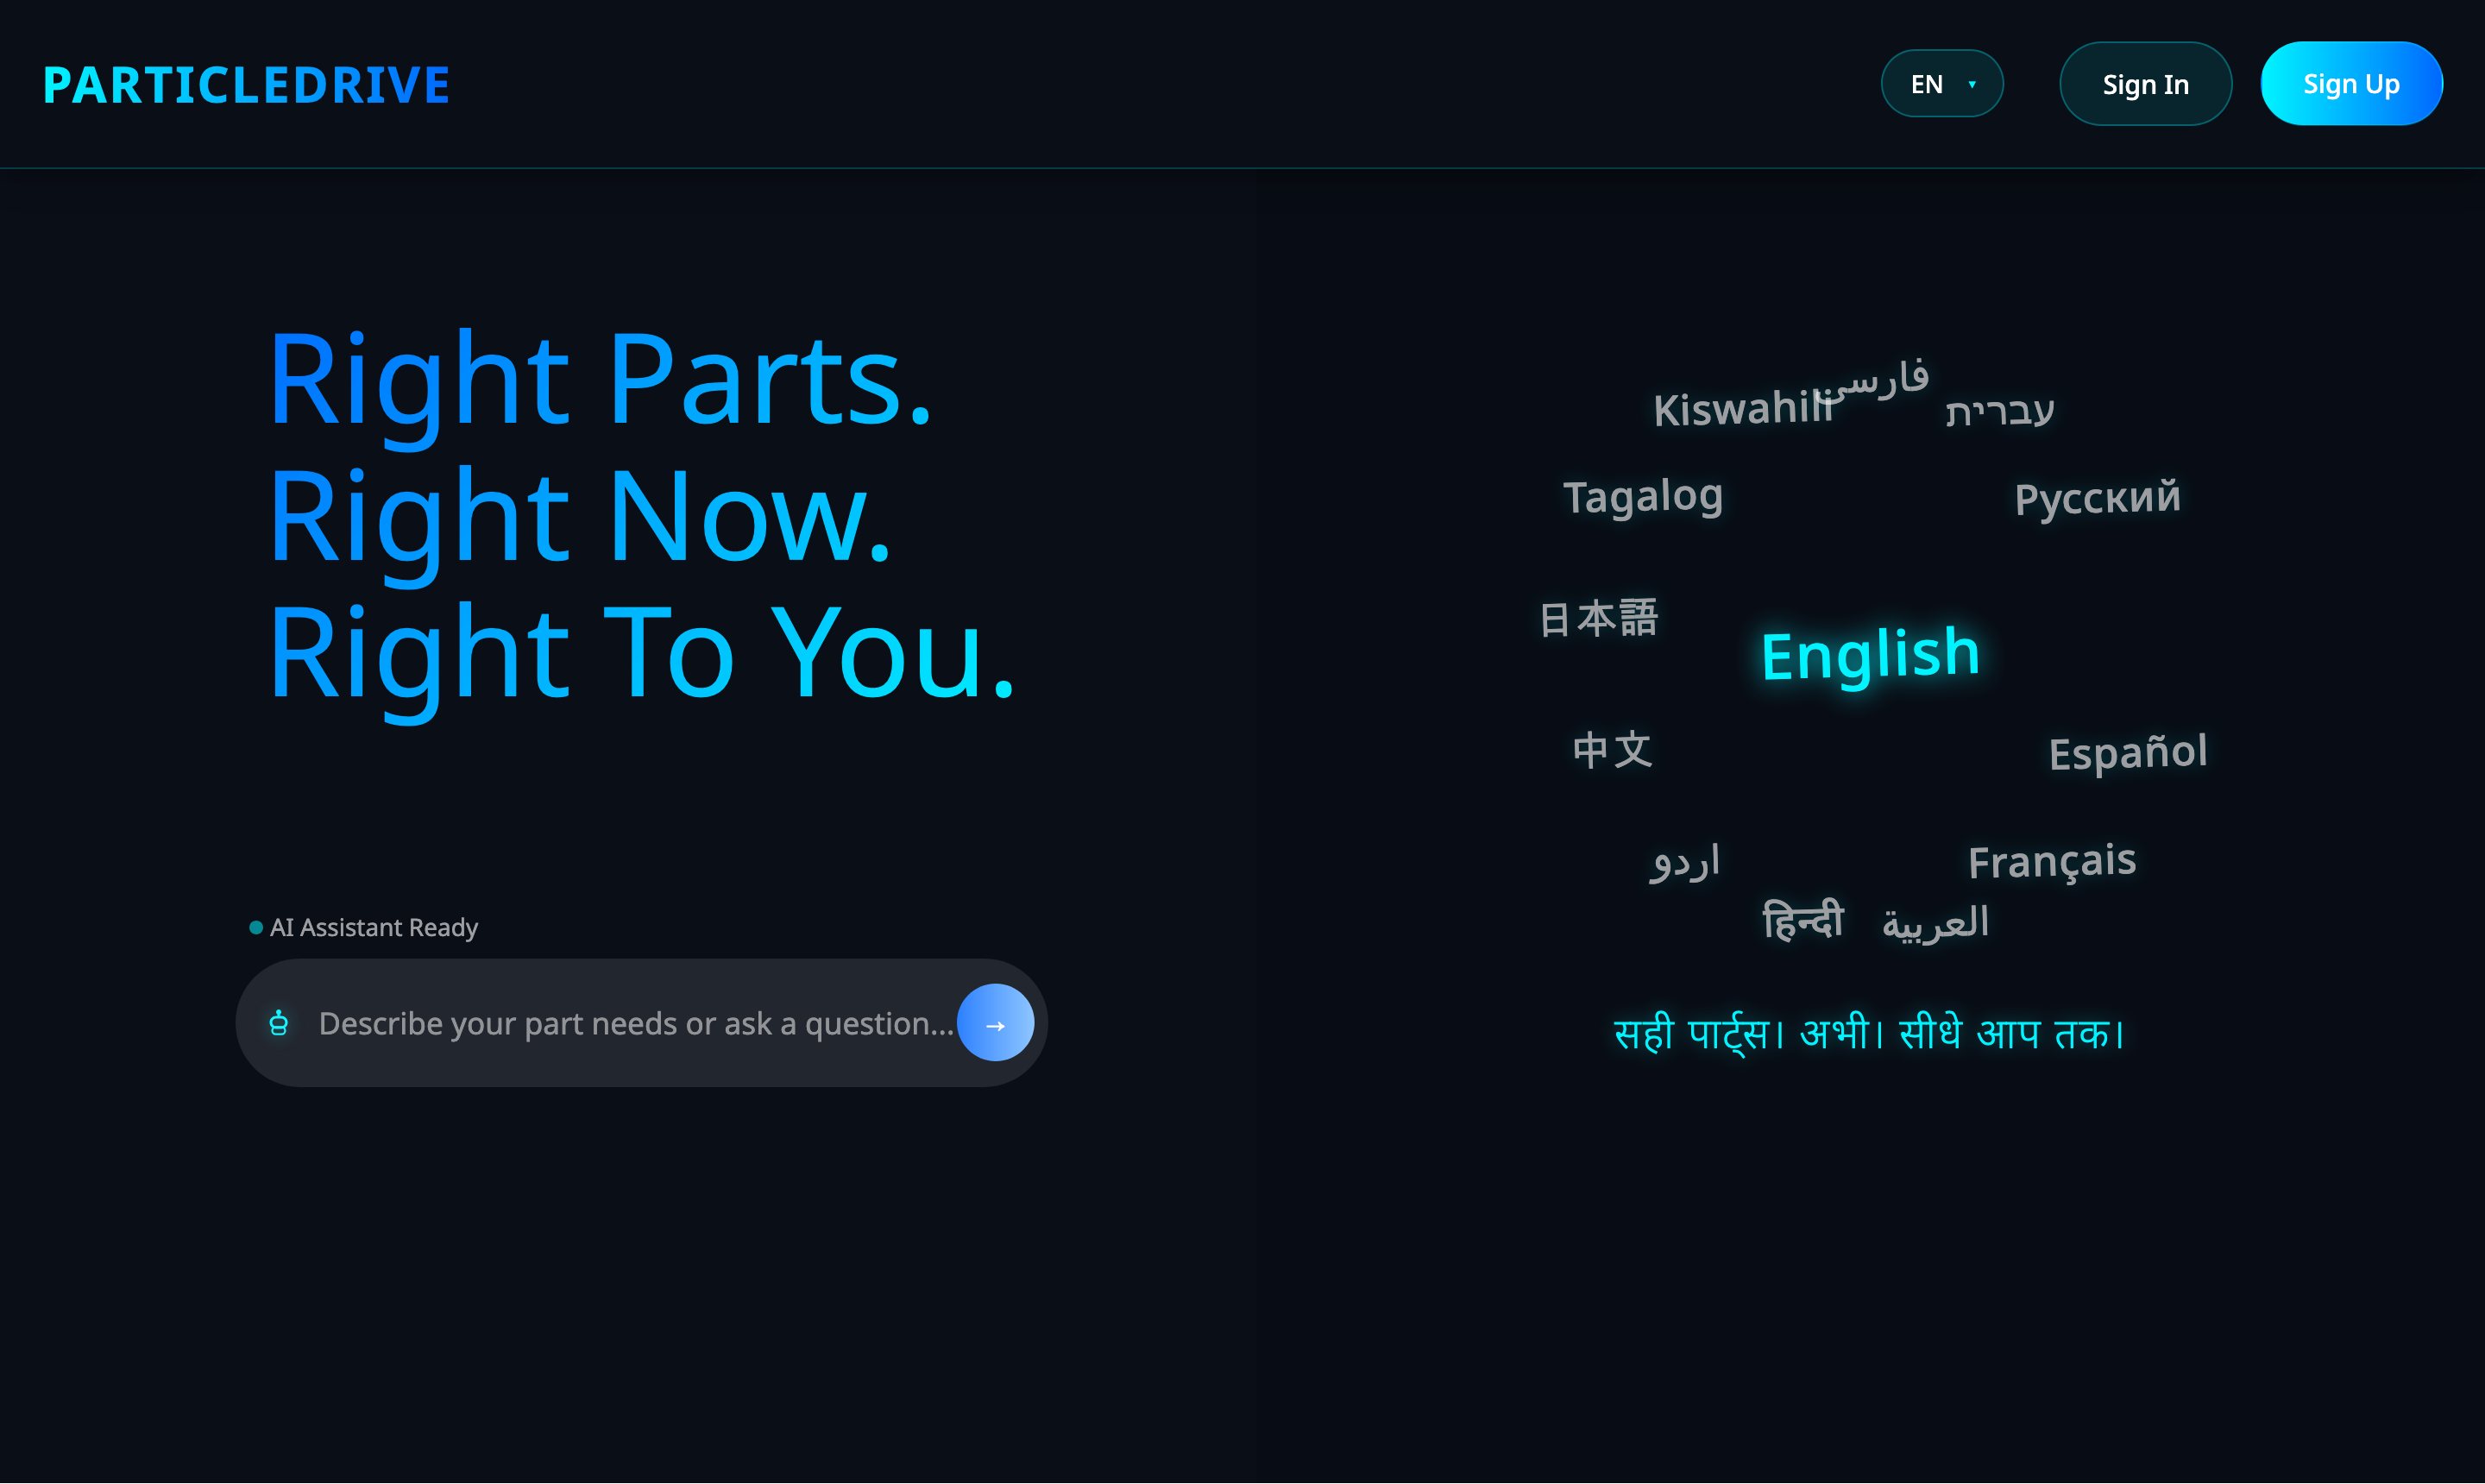 PARTICLEDRIVE
EN
Sign In
Sign Up
Right Parts.
Right Now.
Right To You.
AI Assistant Ready
Describe your part needs or ask a question...
→
فارسی
Kiswahili
עברית
Tagalog
Русский
日本語
English
中文
Español
اردو
Français
हिन्दी
العربية
सही पार्ट्स। अभी। सीधे आप तक।